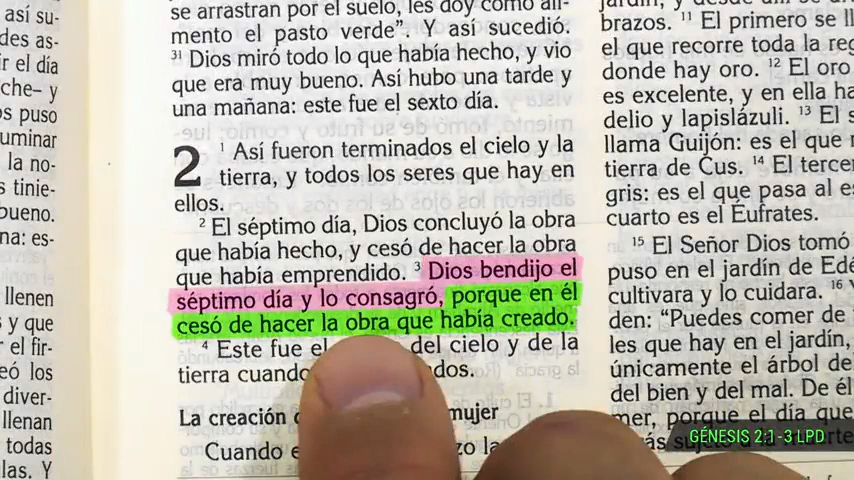 así su-
des as-
ir el día
che– y
os puso
uminar
la no-
s tinie-
bueno.
na: es-
llenen
s y que
r el fir-
eó los
diver-
llenan
todas
las. Y
se arrastran por el suelo, les doy como ali-
mento el pasto verde”. Y así sucedió.
31 Dios miró todo lo que había hecho, y vio
que era muy bueno. Así hubo una tarde y
una mañana: este fue el sexto día.
2 1 Así fueron terminados el cielo y la
tierra, y todos los seres que hay en
ellos.
2 El séptimo día, Dios concluyó la obra
que había hecho, y cesó de hacer la obra
que había emprendido. 3 Dios bendijo el
séptimo día y lo consagró, porque en él
cesó de hacer la obra que había creado.
4 Este fue el del cielo y de la
tierra cuando
La creación mujer
Cuando
jardín, y
brazos. 11 El primero se ll
el que recorre toda la reg
donde hay oro. 12 El oro
es excelente, y en ella ha
delio y lapislázuli. 13 El s
llama Guijón: es el que r
tierra de Cus. 14 El tercer
gris: es el que pasa al es
cuarto es el Éufrates.
15 El Señor Dios tomó
puso en el jardín de Edé
cultivara y lo cuidara. 16 Y
den: “Puedes comer de
les que hay en el jardín,
únicamente el árbol de
del bien y del mal. De él
mer, porque el día que
GÉNESIS 2:1-3 LPD